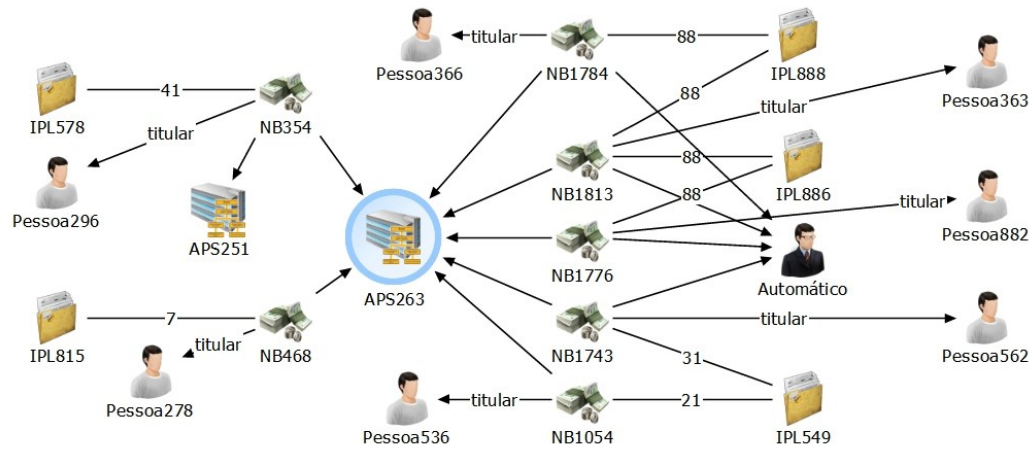 titular
Pessoa366
NB1784
88
IPL888
88
titular
Pessoa363
IPL578
41
NB354
titular
Pessoa296
APS251
NB1813
88
IPL886
88
titular
Pessoa882
APS263
NB1776
Automático
IPL815
7
NB468
titular
Pessoa278
NB1743
titular
Pessoa562
31
titular
Pessoa536
NB1054
21
IPL549